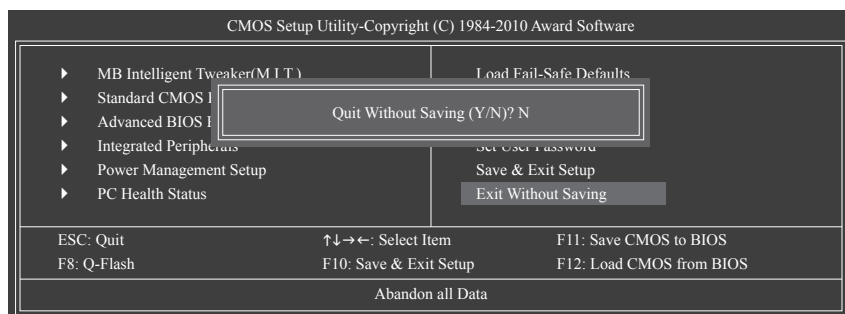 CMOS Setup Utility-Copyright (C) 1984-2010 Award Software
MB Intelligent Tweaker(M.I.T.)
Standard CMOS
Advanced BIOS
Integrated Peripherals
Power Management Setup
PC Health Status
Load Fail-Safe Defaults
Set User Password
Save & Exit Setup
Exit Without Saving
Quit Without Saving (Y/N)? N
ESC: Quit ↑↓→←: Select Item F11: Save CMOS to BIOS
F8: Q-Flash F10: Save & Exit Setup F12: Load CMOS from BIOS
Abandon all Data